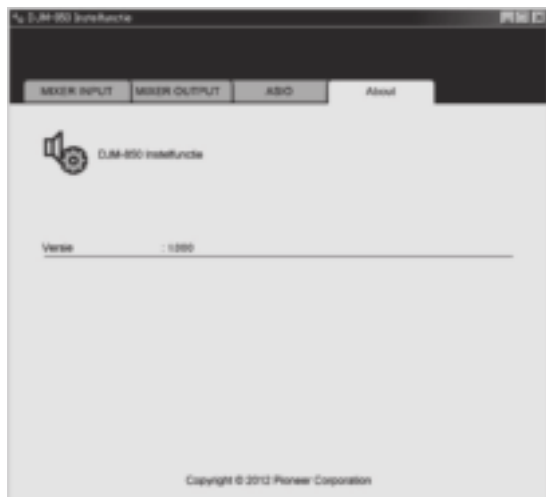 DJM-850 Instelfunctie
MIXER INPUT
MIXER OUTPUT
ASIO
About
DJM-850 Instelfunctie
Versie : 1.000
Copyright © 2012 Pioneer Corporation